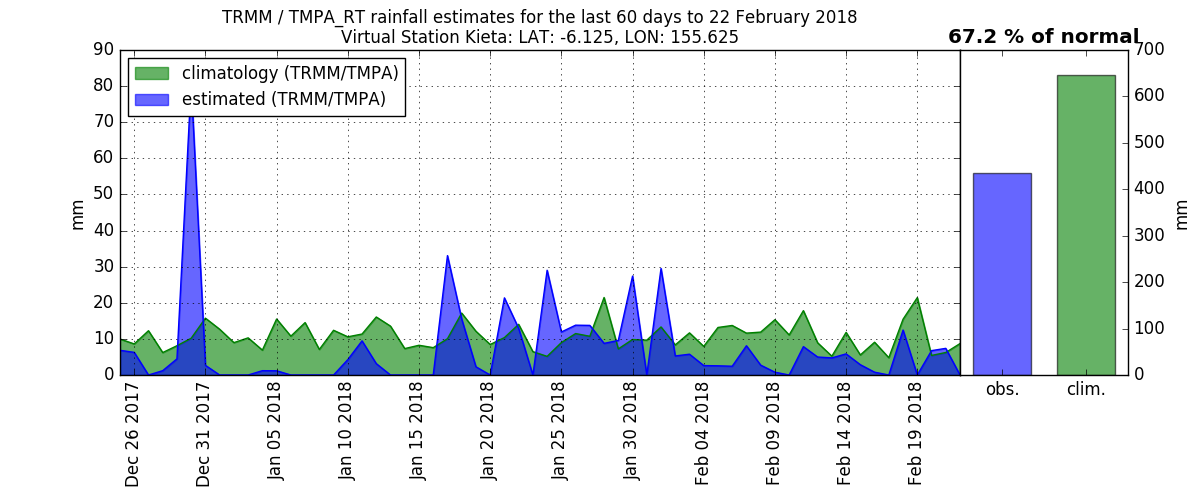 TRMM / TMPA_RT rainfall estimates for the last 60 days to 22 February 2018
Virtual Station Kieta: LAT: -6.125, LON: 155.625
67.2 % of normal
climatology (TRMM/TMPA)
estimated (TRMM/TMPA)
mm
90
80
70
60
50
40
30
20
10
0
Dec 26 2017
Dec 31 2017
Jan 05 2018
Jan 10 2018
Jan 15 2018
Jan 20 2018
Jan 25 2018
Jan 30 2018
Feb 04 2018
Feb 09 2018
Feb 14 2018
Feb 19 2018
obs.
clim.
700
600
500
400
300
200
100
0
mm